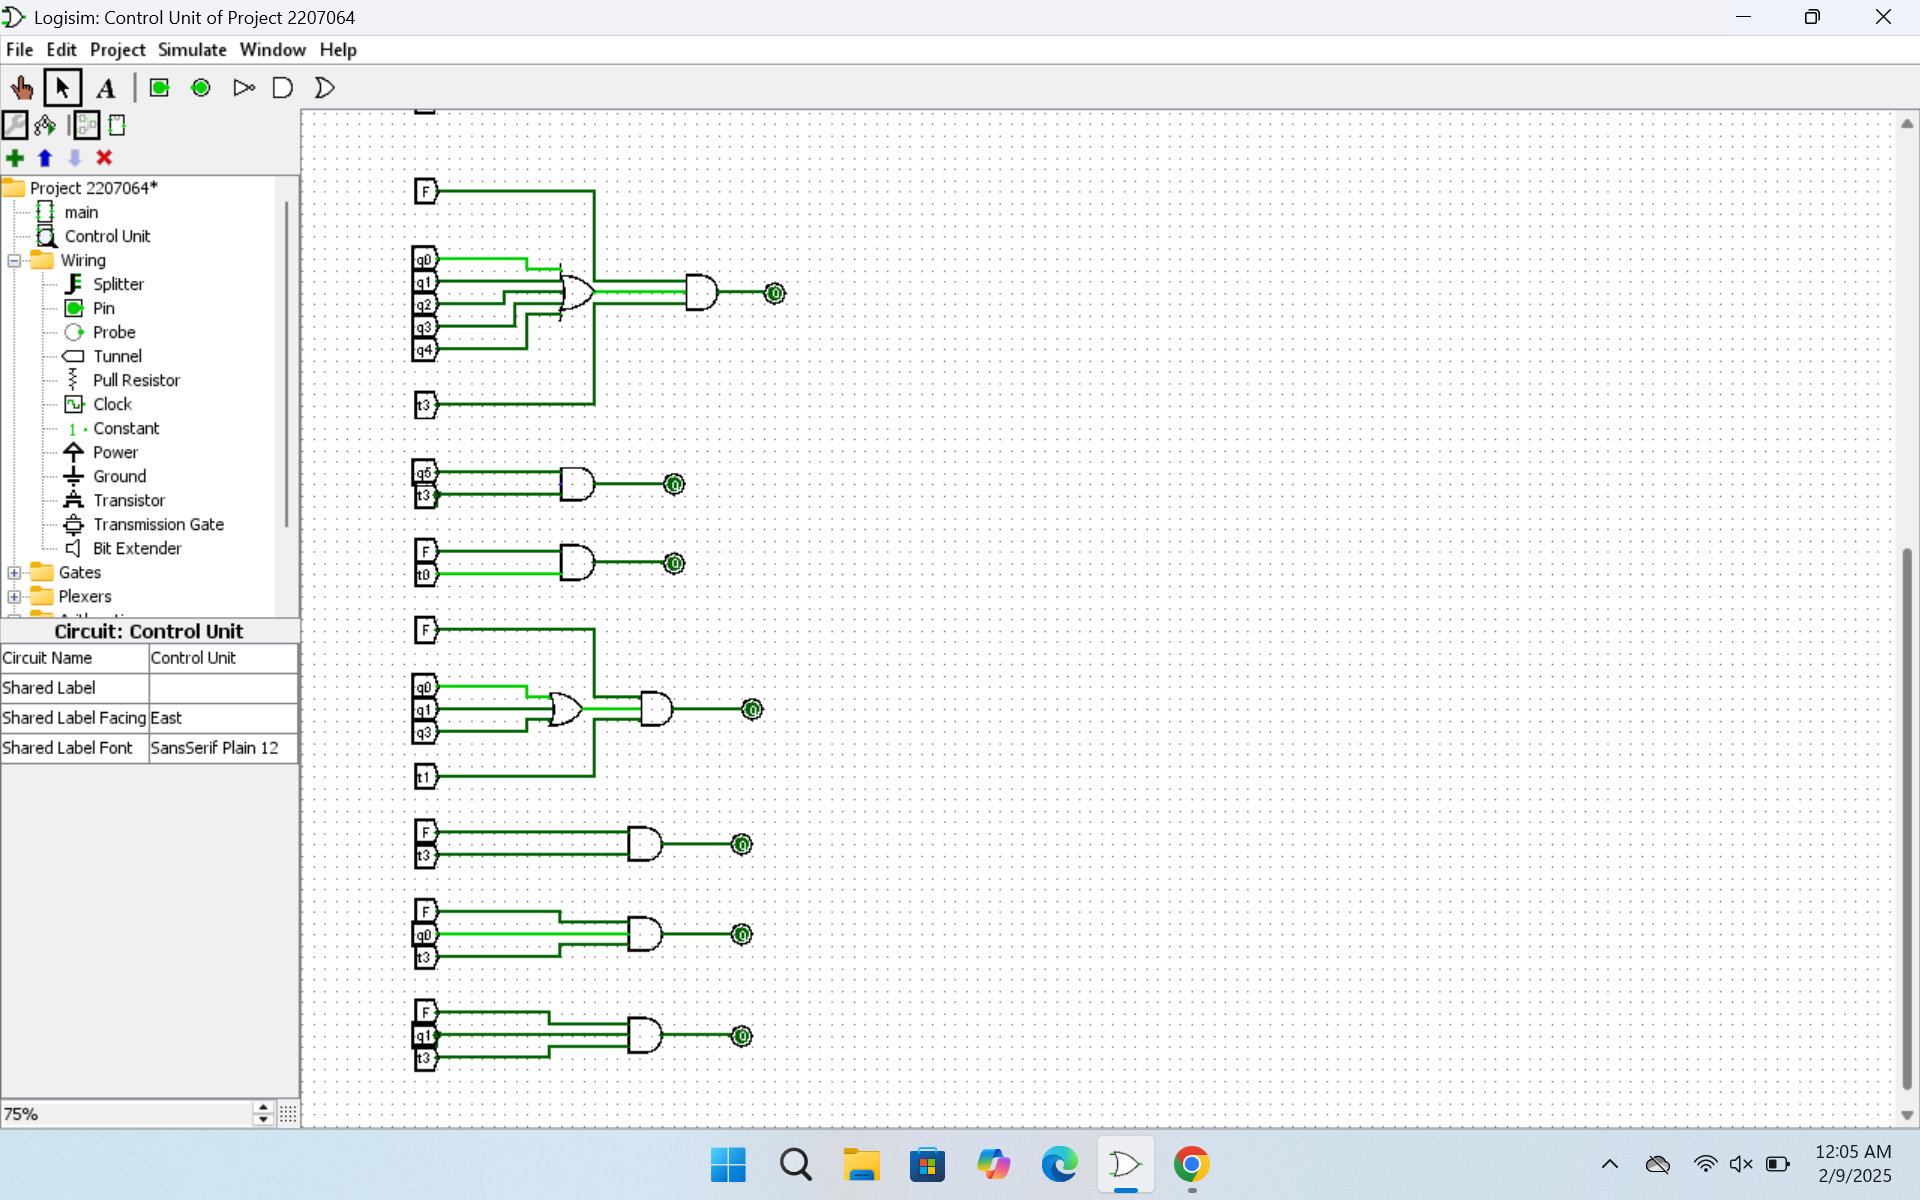 Logisim: Control Unit of Project 2207064
File Edit Project Simulate Window Help
A
Project 2207064*
main
Control Unit
Wiring
Splitter
Pin
Probe
Tunnel
Pull Resistor
Clock
1 Constant
Power
Ground
Transistor
Transmission Gate
Bit Extender
Gates
Plexers
Circuit: Control Unit
Circuit Name Control Unit
Shared Label
Shared Label Facing East
Shared Label Font SansSerif Plain 12
75%
F
q0
q1
q2
q3
q4
t3
0
q5
t3
0
F
t0
0
F
q0
q1
q3
t1
0
F
t3
0
F
q0
t3
0
F
q1
t3
0
12:05 AM
2/9/2025